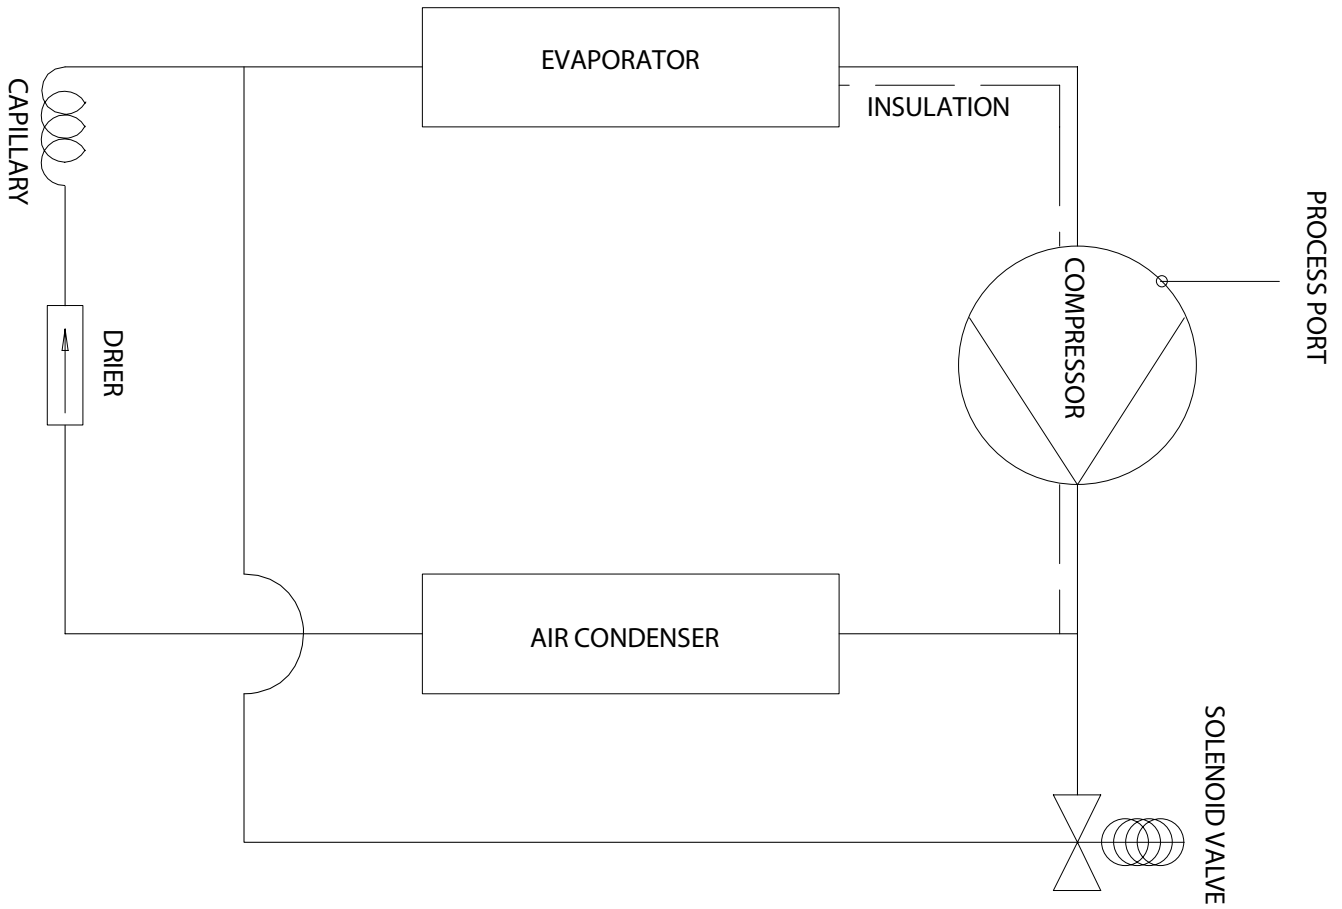 EVAPORATOR
INSULATION
CAPILLARY
PROCESS PORT
COMPRESSOR
DRIER
AIR CONDENSER
SOLENOID VALVE